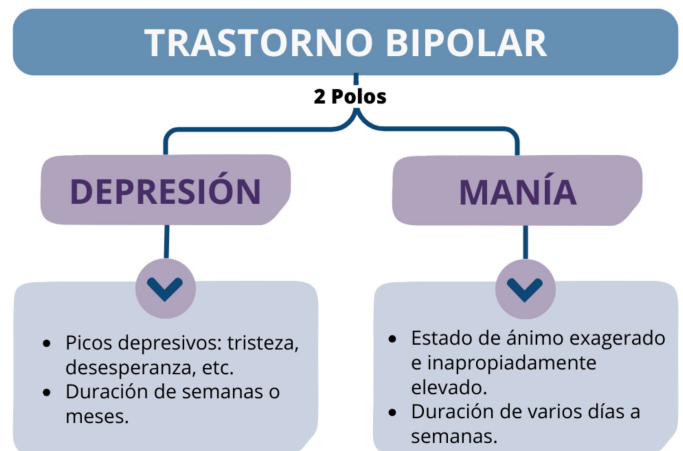 TRASTORNO BIPOLAR
2 Polos
DEPRESIÓN
MANÍA
• Picos depresivos: tristeza,
desesperanza, etc.
• Duración de semanas o
meses.
• Estado de ánimo exagerado
e inapropiadamente
elevado.
• Duración de varios días a
semanas.